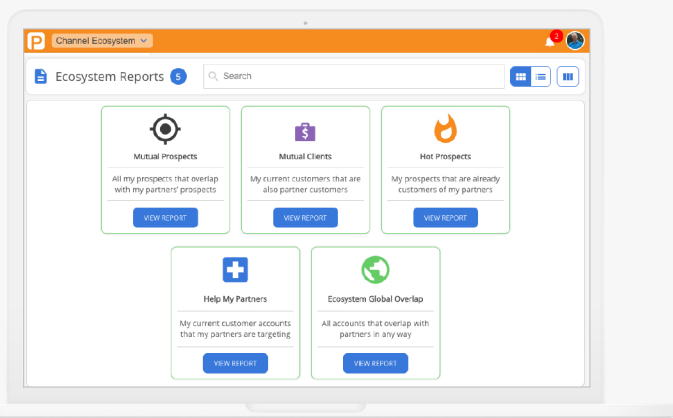 P Channel Ecosystem
2
Ecosystem Reports 5
Search
Mutual Prospects
All my prospects that overlap
with my partners' prospects
VIEW REPORT
Mutual Clients
My current customers that are
also partner customers
VIEW REPORT
Hot Prospects
My prospects that are already
customers of my partners
VIEW REPORT
Help My Partners
My current customer accounts
that my partners are targeting
VIEW REPORT
Ecosystem Global Overlap
All accounts that overlap with
partners in any way
VIEW REPORT